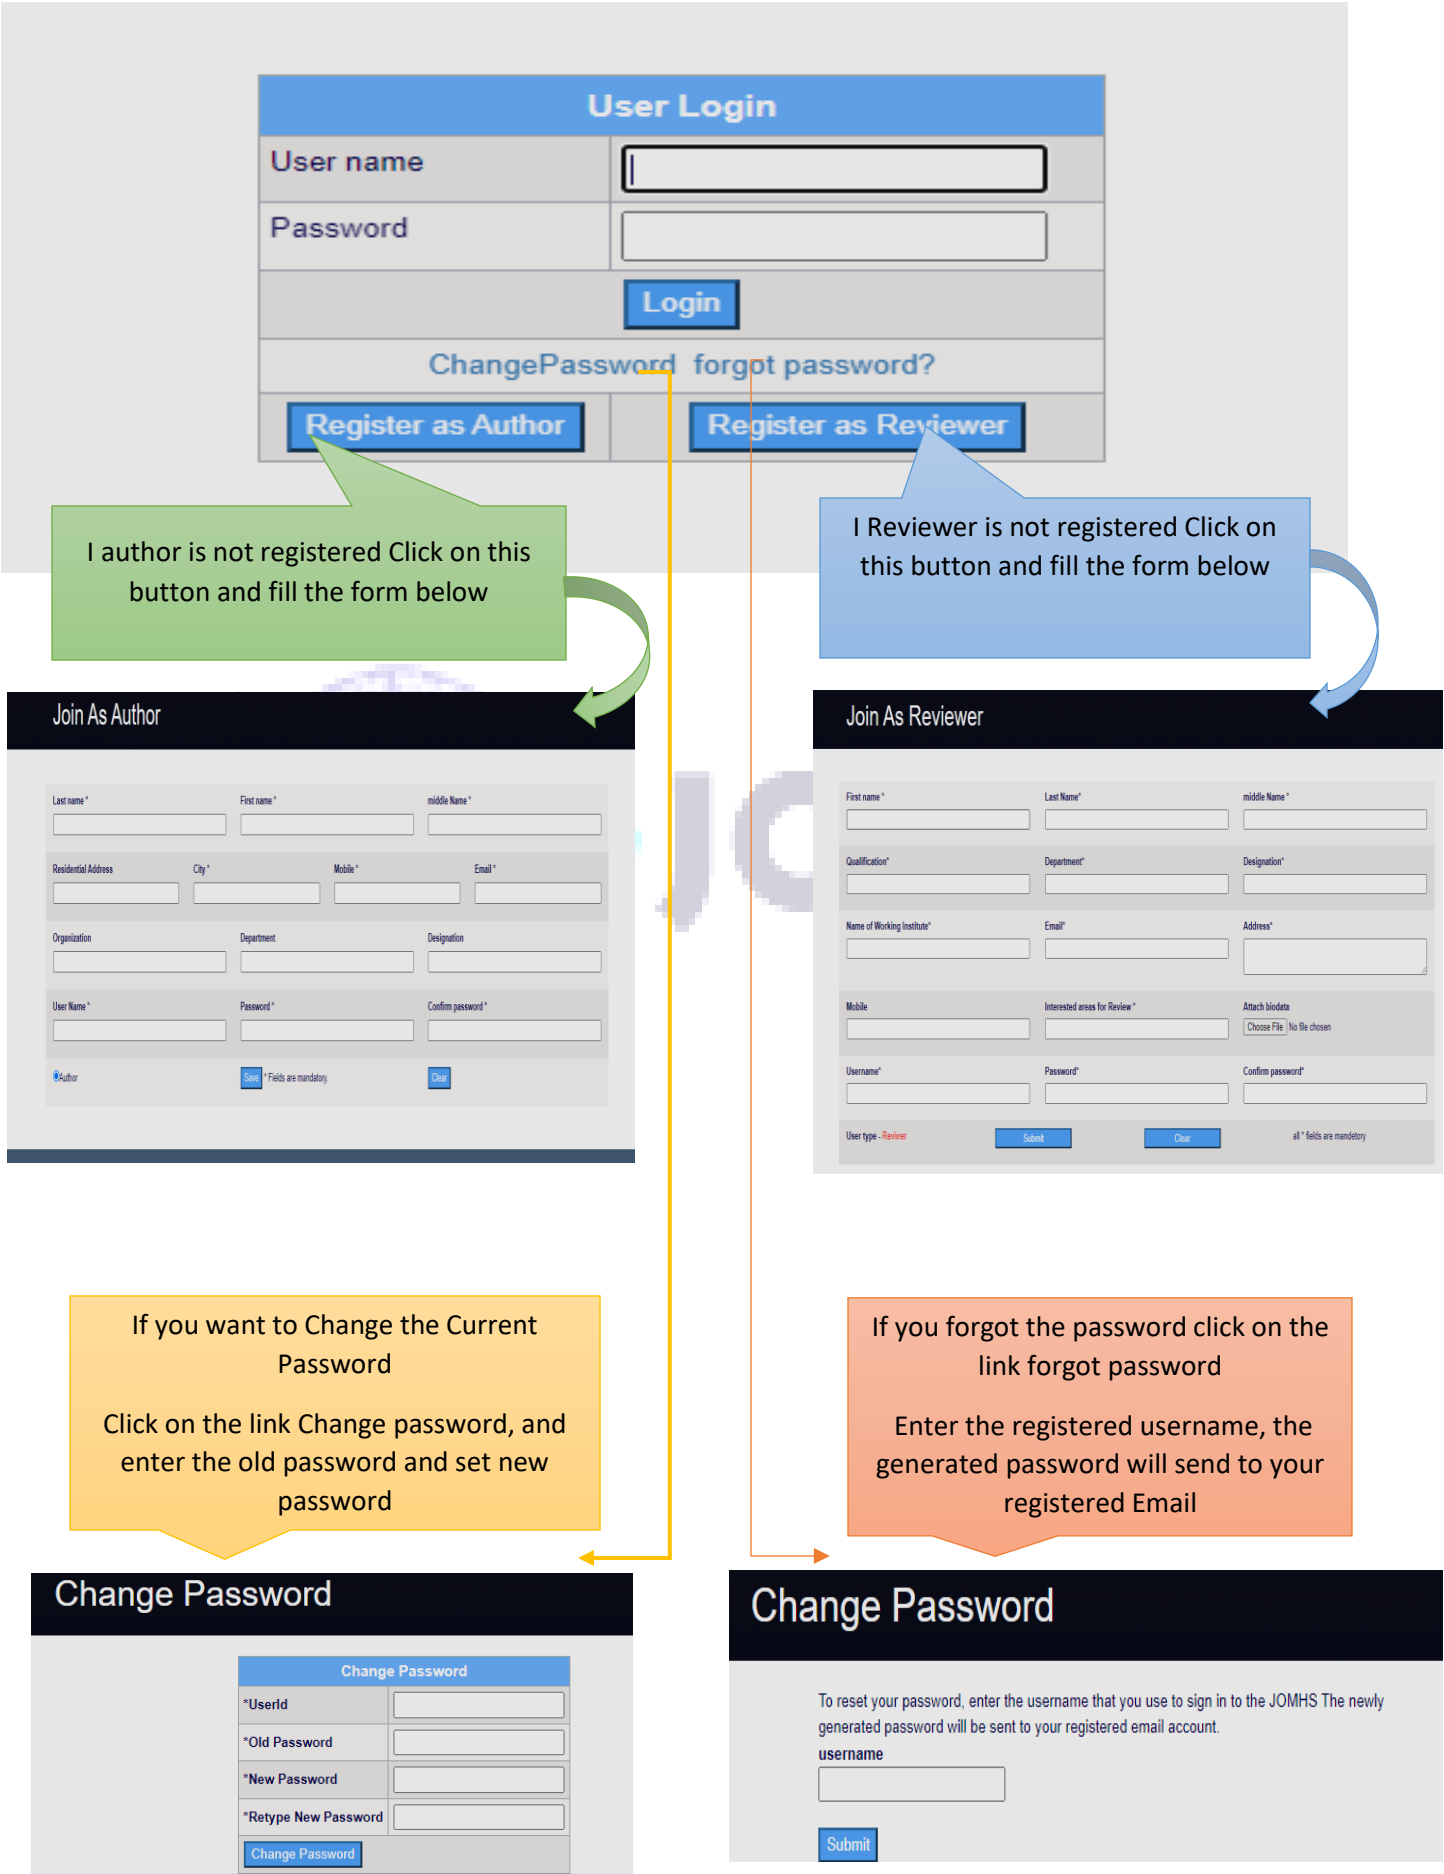 User Login
User name
Password
Login
ChangePassword forgot password?
Register as Author Register as Reviewer
I author is not registered Click on this
button and fill the form below
I Reviewer is not registered Click on
this button and fill the form below
Join As Author
Last name * First name * middle Name *
Residential Address City * Mobile * Email *
Organization Department Designation
User Name * Password * Confirm password *
Author Save * Fields are mandatory. Clear
Join As Reviewer
First name * Last Name* middle Name *
Qualification* Department* Designation*
Name of Working Institute* Email* Address*
Mobile Interested areas for Review * Attach biodata
Choose File No file chosen
Username* Password* Confirm password*
User type - Reviwer Submit Clear all * fields are mandetory
JO
If you want to Change the Current
Password
Click on the link Change password, and
enter the old password and set new
password
If you forgot the password click on the
link forgot password
Enter the registered username, the
generated password will send to your
registered Email
Change Password
Change Password
*UserId
*Old Password
*New Password
*Retype New Password
Change Password
Change Password
To reset your password, enter the username that you use to sign in to the JOMHS The newly
generated password will be sent to your registered email account.
username
Submit